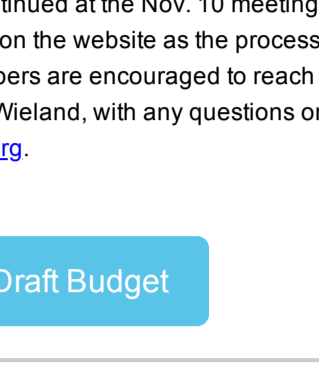 tinued at the Nov. 10 meeting
on the website as the process
bers are encouraged to reach
Wieland, with any questions or
rg.
Draft Budget